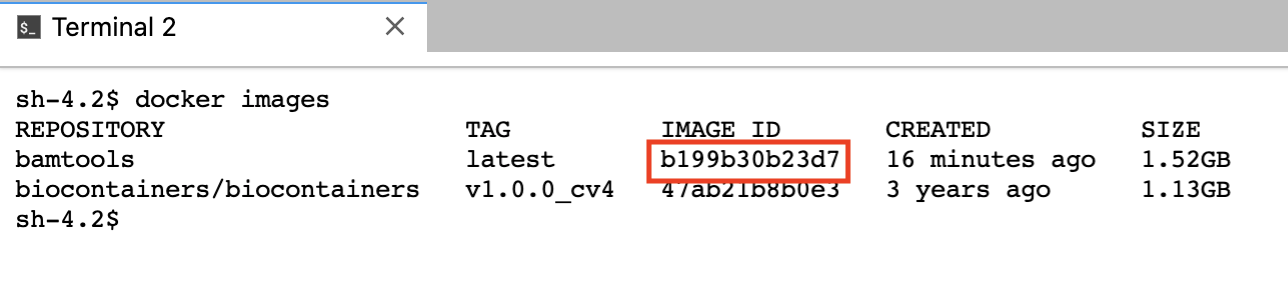 $_ Terminal 2
sh-4.2$ docker images
REPOSITORY TAG IMAGE ID CREATED SIZE
bamtools latest b199b30b23d7 16 minutes ago 1.52GB
biocontainers/biocontainers v1.0.0_cv4 47ab21b8b0e3 3 years ago 1.13GB
sh-4.2$